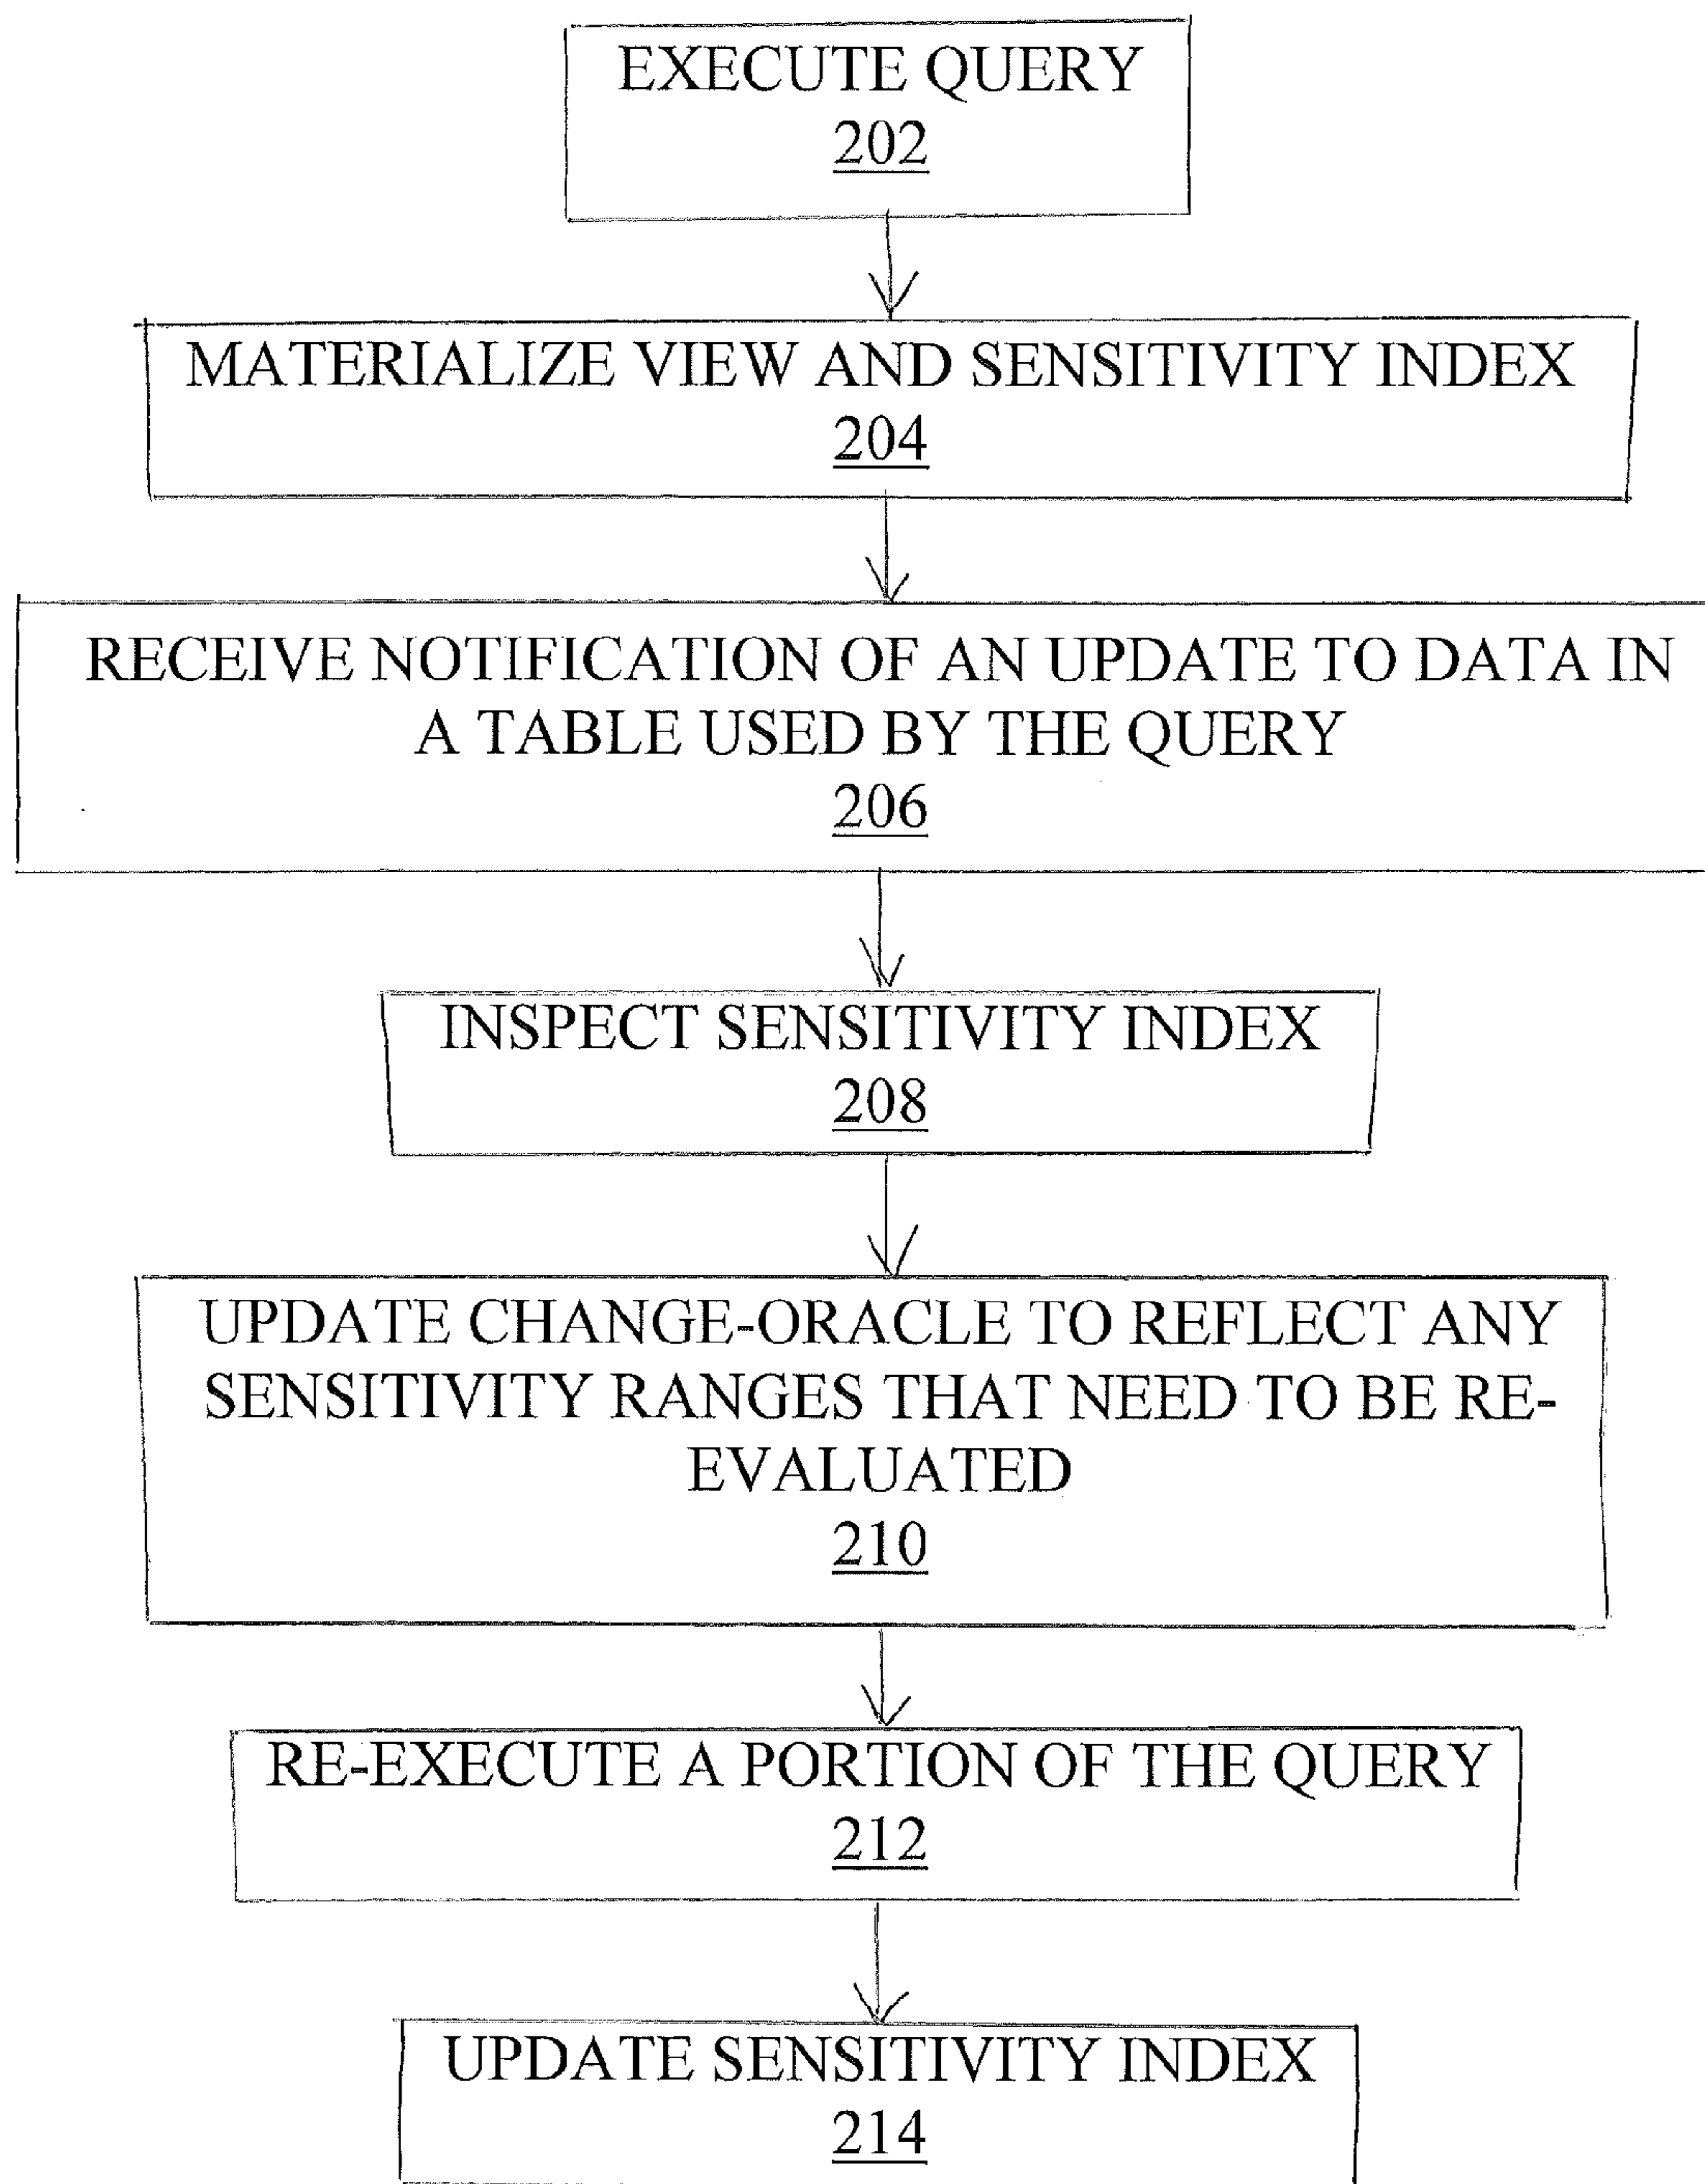 EXECUTE QUERY
202
MATERIALIZE VIEW AND SENSITIVITY INDEX
204
RECEIVE NOTIFICATION OF AN UPDATE TO DATA IN
A TABLE USED BY THE QUERY
206
INSPECT SENSITIVITY INDEX
208
UPDATE CHANGE-ORACLE TO REFLECT ANY
SENSITIVITY RANGES THAT NEED TO BE RE-
EVALUATED
210
RE-EXECUTE A PORTION OF THE QUERY
212
UPDATE SENSITIVITY INDEX
214